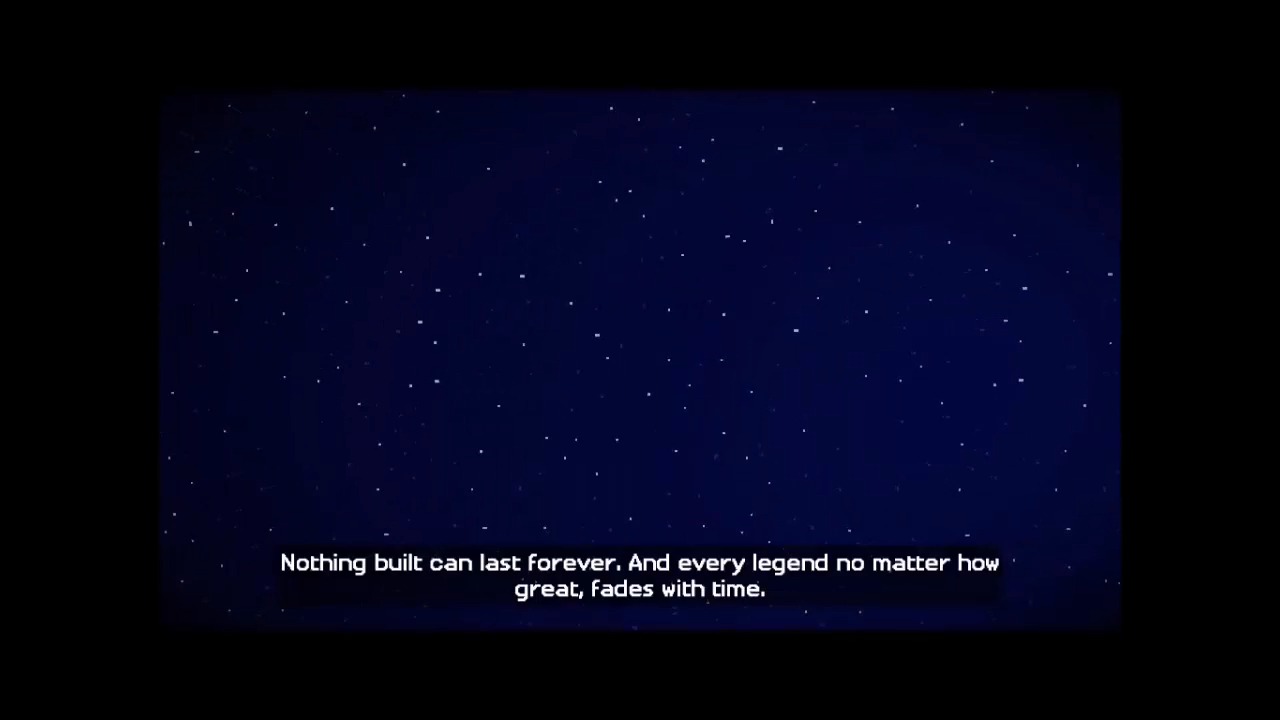 Nothing built can last forever. And every legend no matter how
great, fades with time.